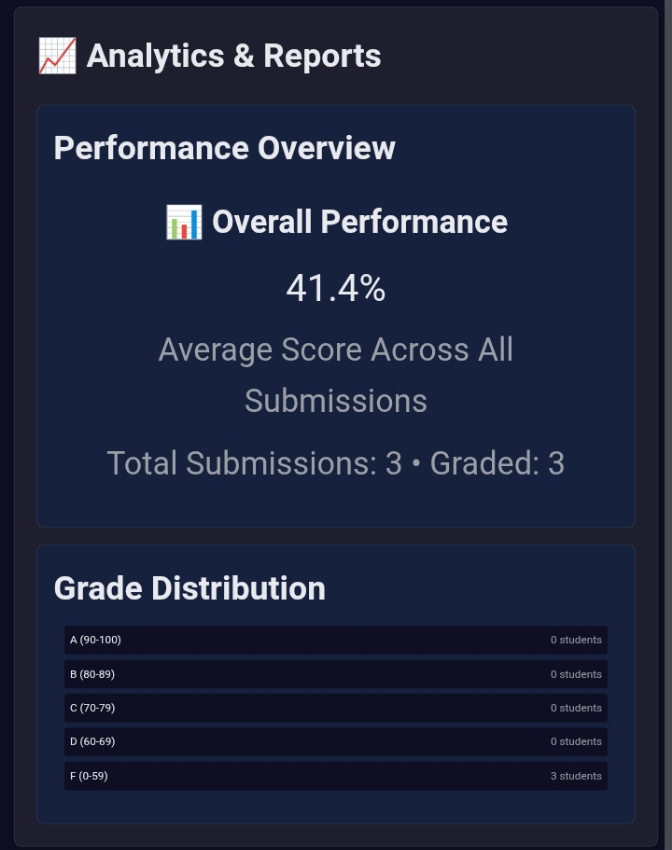 📈 Analytics & Reports
Performance Overview
📊 Overall Performance
41.4%
Average Score Across All
Submissions
Total Submissions: 3 • Graded: 3
Grade Distribution
A (90-100) 0 students
B (80-89) 0 students
C (70-79) 0 students
D (60-69) 0 students
F (0-59) 3 students